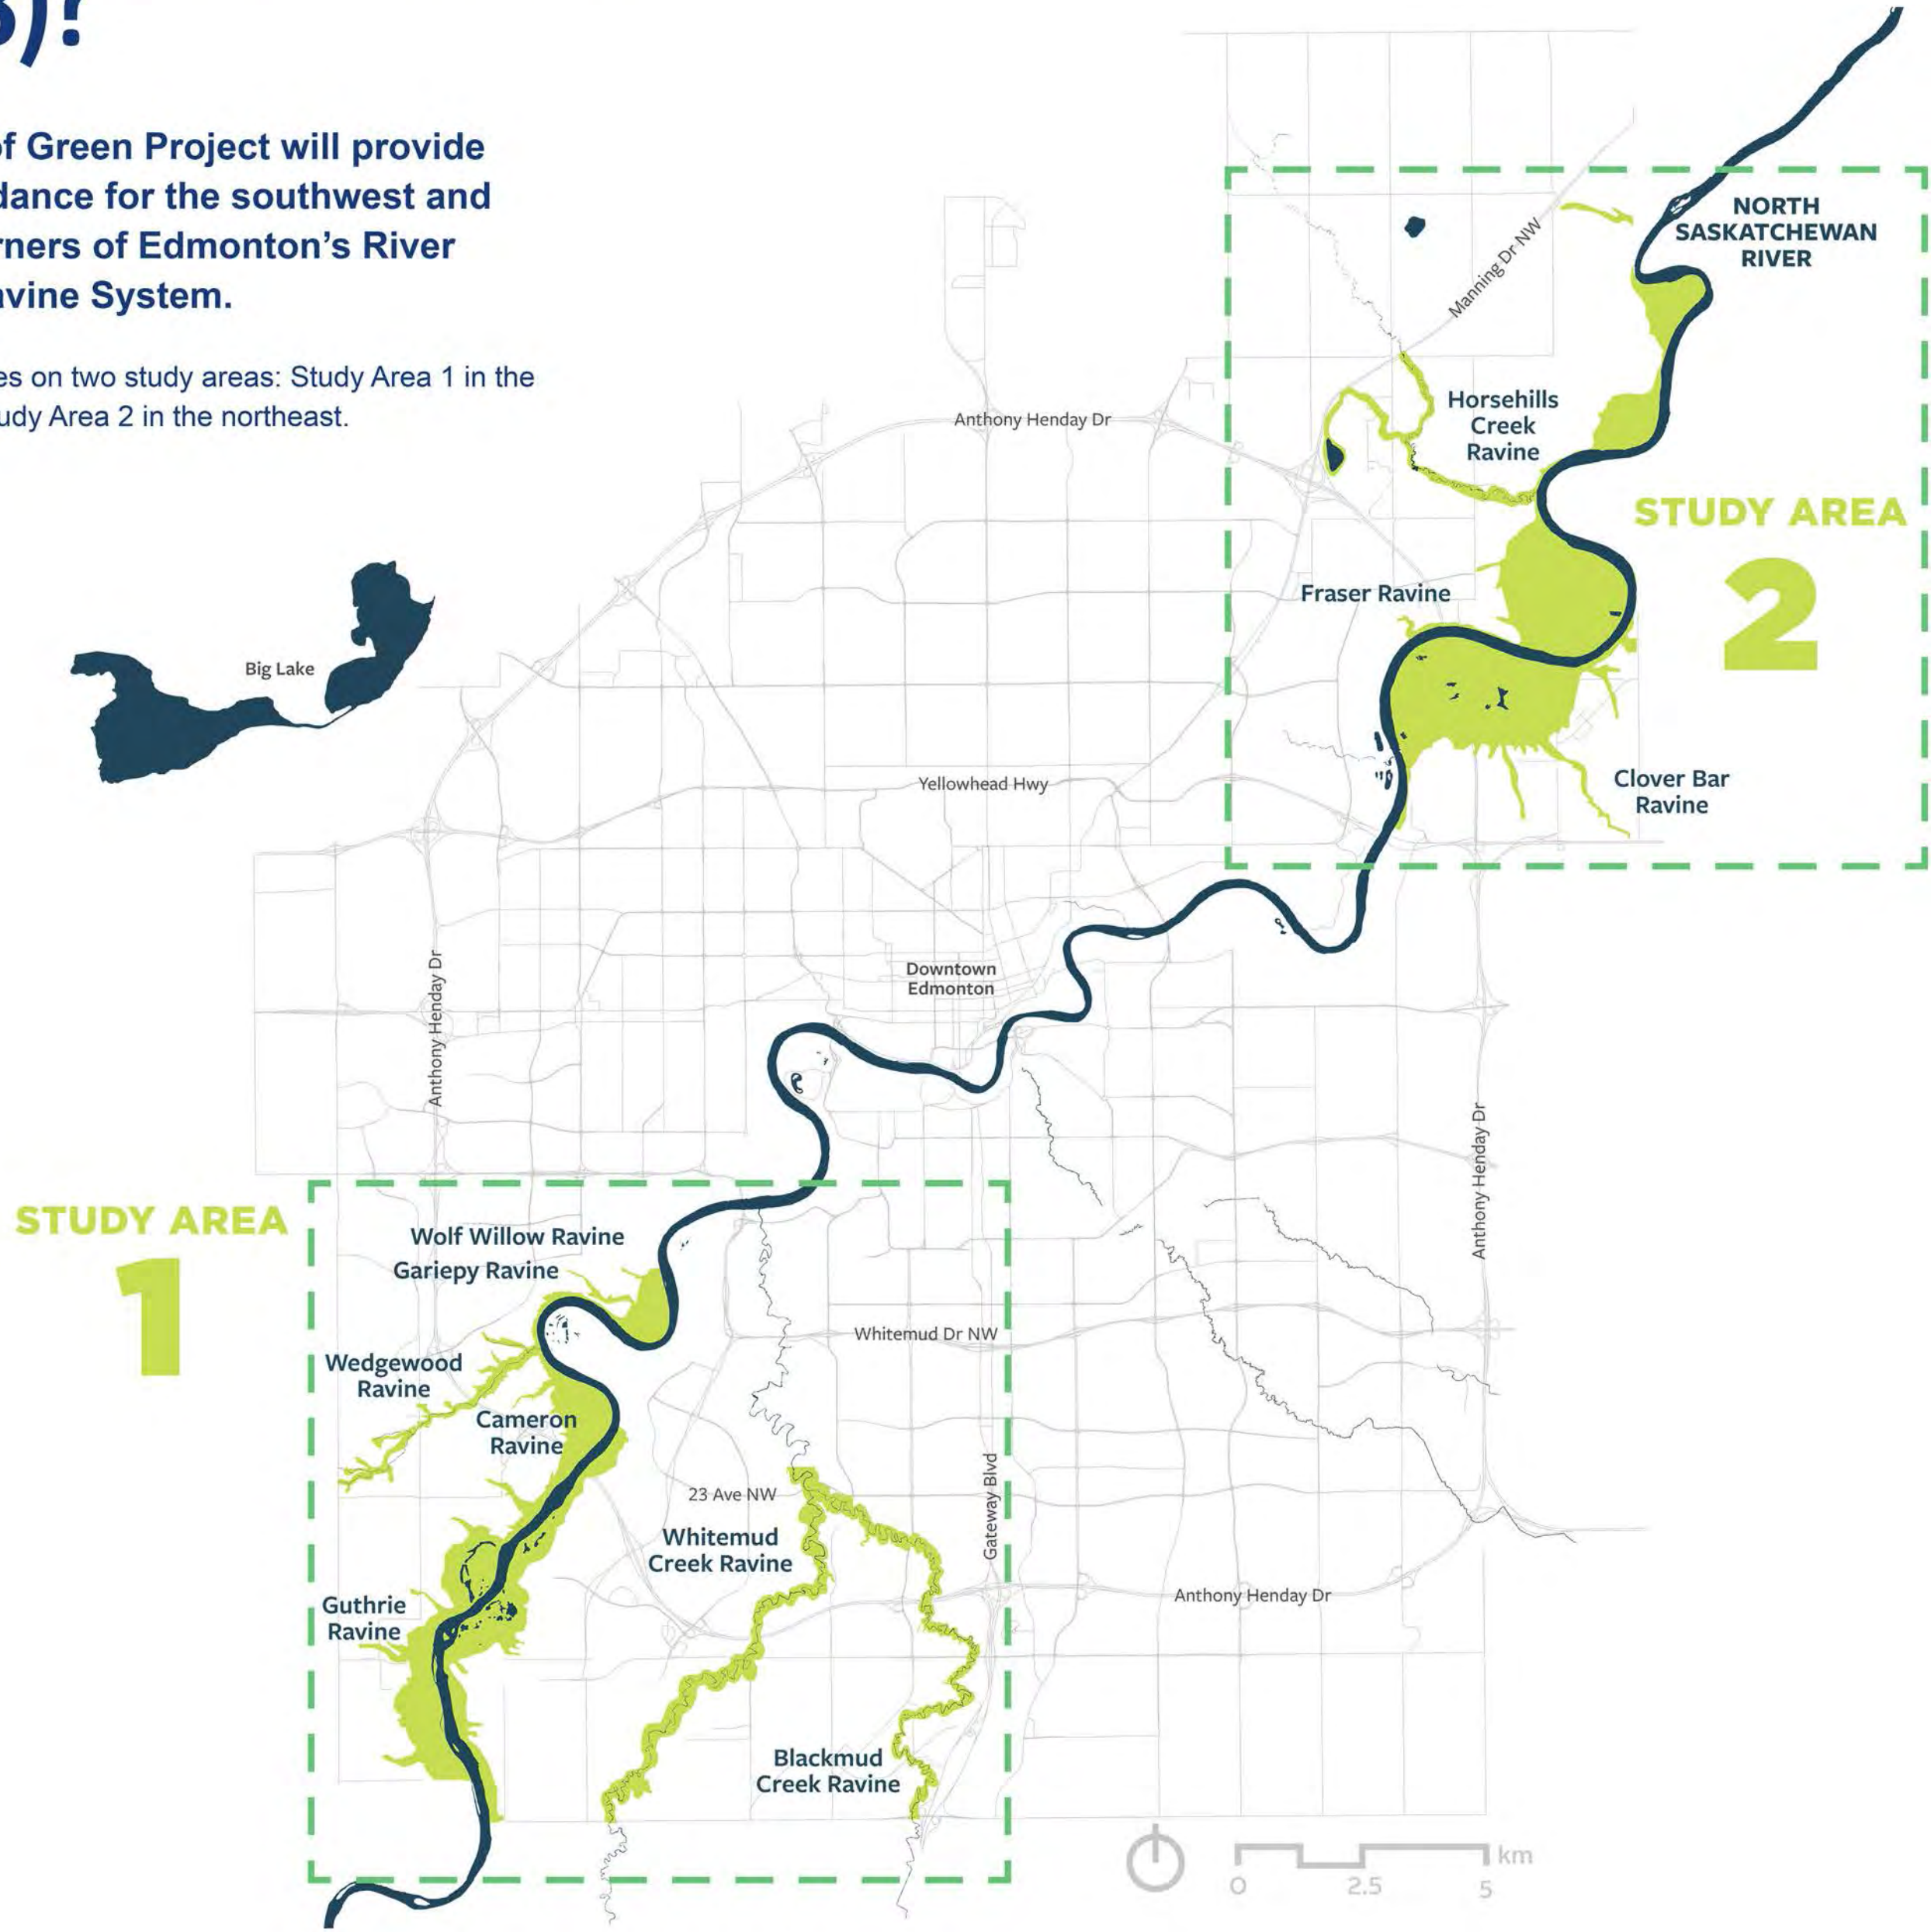 )?
of Green Project will provide
dance for the southwest and
rners of Edmonton's River
avine System.
es on two study areas: Study Area 1 in the
udy Area 2 in the northeast.
NORTH
SASKATCHEWAN
RIVER
Manning Dr NW
Horsehills
Creek
Ravine
Anthony Henday Dr
STUDY AREA
2
Fraser Ravine
Big Lake
Yellowhead Hwy
Clover Bar
Ravine
Downtown
Edmonton
Anthony Henday Dr
Anthony Henday Dr
STUDY AREA
1
Wolf Willow Ravine
Gariepy Ravine
Whitemud Dr NW
Wedgewood
Ravine
Cameron
Ravine
23 Ave NW
Gateway Blvd
Whitemud
Creek Ravine
Guthrie
Ravine
Anthony Henday Dr
Blackmud
Creek Ravine
km
0 2.5 5